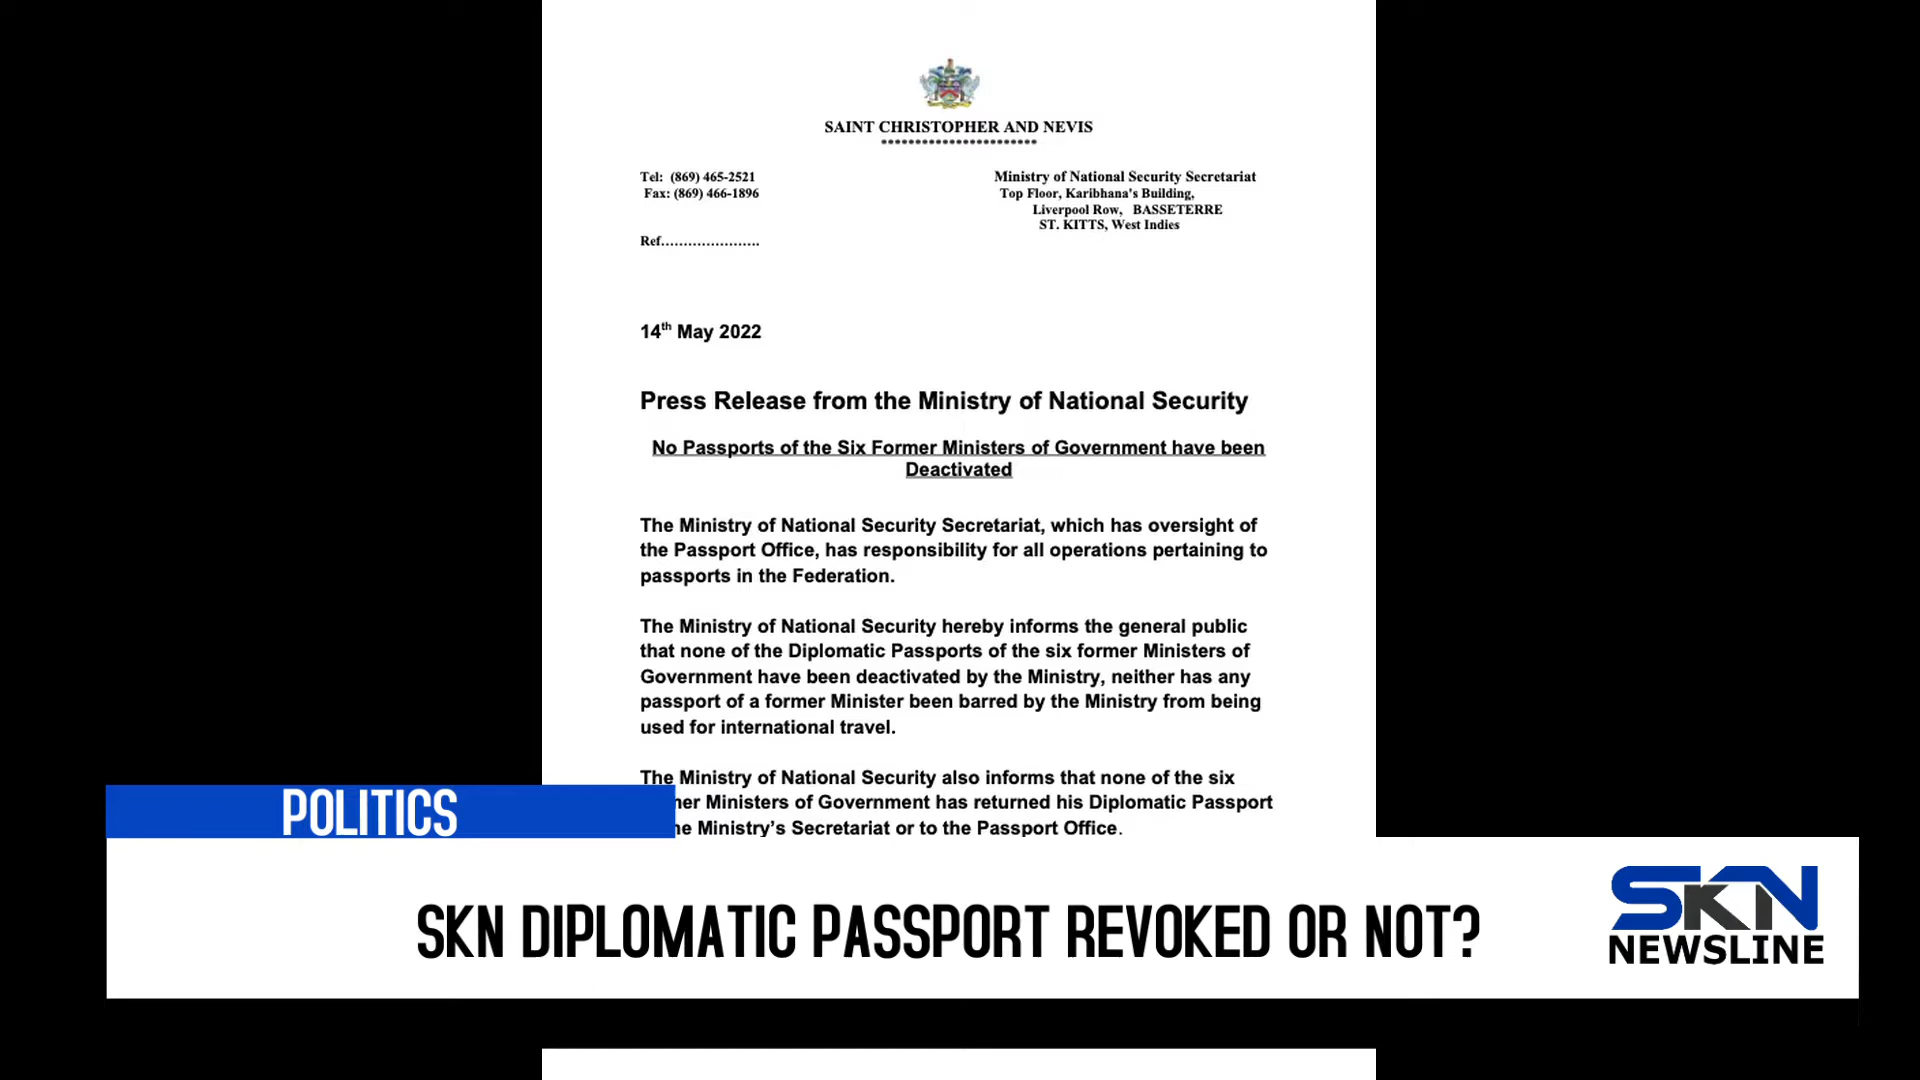 SAINT CHRISTOPHER AND NEVIS
Tel: (869) 465-2521
Fax: (869) 466-1896
Ministry of National Security Secretariat
Top Floor, Karibhana's Building,
Liverpool Row, BASSETERRE
ST. KITTS, West Indies
Ref......................
14th May 2022
Press Release from the Ministry of National Security
No Passports of the Six Former Ministers of Government have been
Deactivated
The Ministry of National Security Secretariat, which has oversight of
the Passport Office, has responsibility for all operations pertaining to
passports in the Federation.
The Ministry of National Security hereby informs the general public
that none of the Diplomatic Passports of the six former Ministers of
Government have been deactivated by the Ministry, neither has any
passport of a former Minister been barred by the Ministry from being
used for international travel.
The Ministry of National Security also informs that none of the six
Ministers of Government has returned his Diplomatic Passport
Ministry’s Secretariat or to the Passport Office.
POLITICS
SKN DIPLOMATIC PASSPORT REVOKED OR NOT?
SKN
NEWSLINE